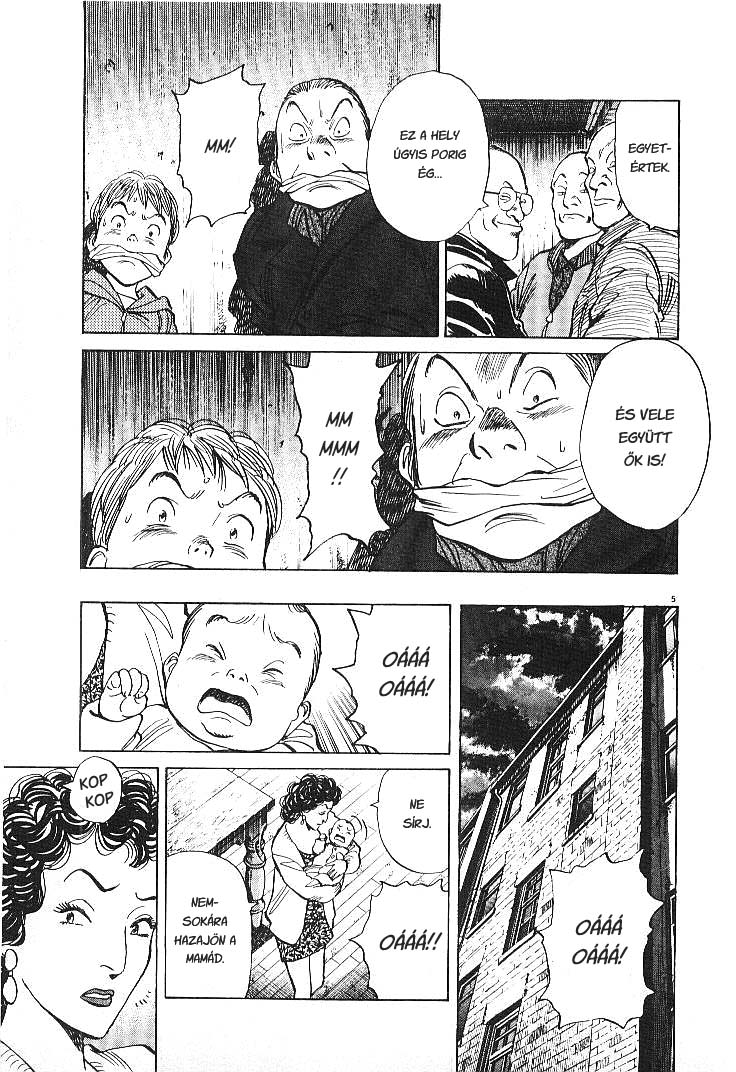 EGYET-
ÉRTEK.
EZ A HELY
ÚGYIS PORIG
ÉG...
MM!
ÉS VELE
EGYÜTT
ŐK IS!
MM
MMM
!!
5
OÁÁÁ
OÁÁÁ!
OÁÁÁ
OÁÁÁ!
NE
SÍRJ.
OÁÁÁ!!
NEM-
SOKÁRA
HAZAJÖN A
MAMÁD.
KOP
KOP